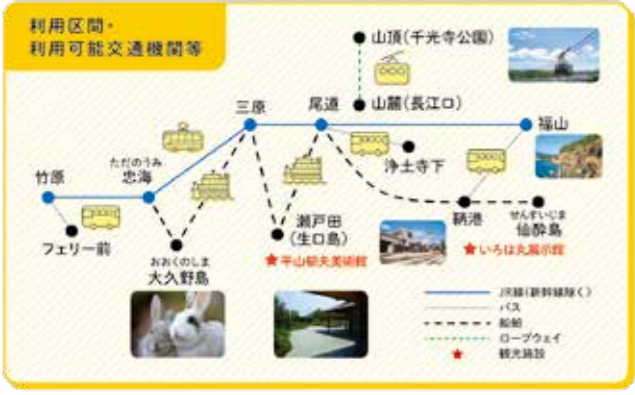 利用区間・
利用可能交通機関等
山頂(千光寺公園)
山麓(長江口)
三原
尾道
福山
浄土寺下
ただのうみ
忠海
竹原
フェリー前
おおくのしま
大久野島
瀬戸田
(生口島)
★平山郁夫美術館
鞆港
せんすいじま
仙酔島
★いろは丸展示館
JR線(新幹線除く)
バス
船舶
ロープウェイ
★ 観光施設